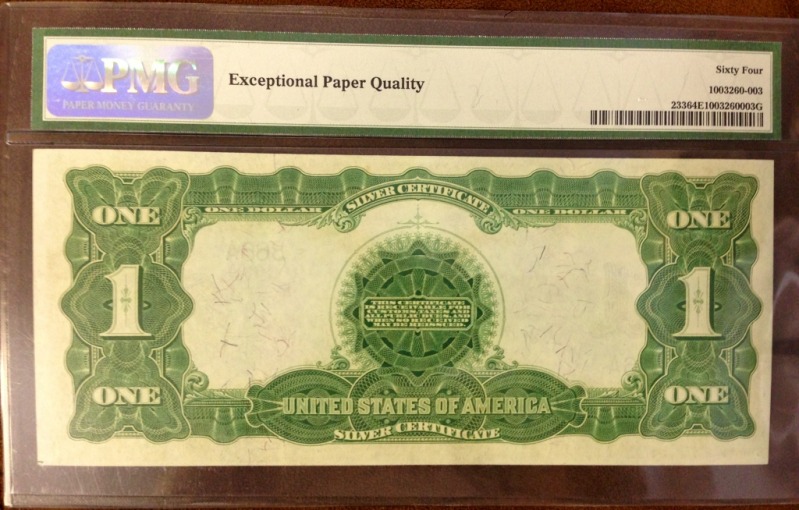 PMG
PAPER MONEY GUARANTY
Exceptional Paper Quality
Sixty Four
1003260-003
23364E1003260003G
SILVER CERTIFICATE
ONE
ONE DOLLAR
ONE DOLLAR
ONE
1
1
THIS CERTIFICATE
IS RECEIVABLE FOR
CUSTOMS, TAXES AND
ALL PUBLIC DUES AND
WHEN SO RECEIVED
MAY BE REISSUED.
ONE
ONE
UNITED STATES OF AMERICA
SILVER CERTIFICATE